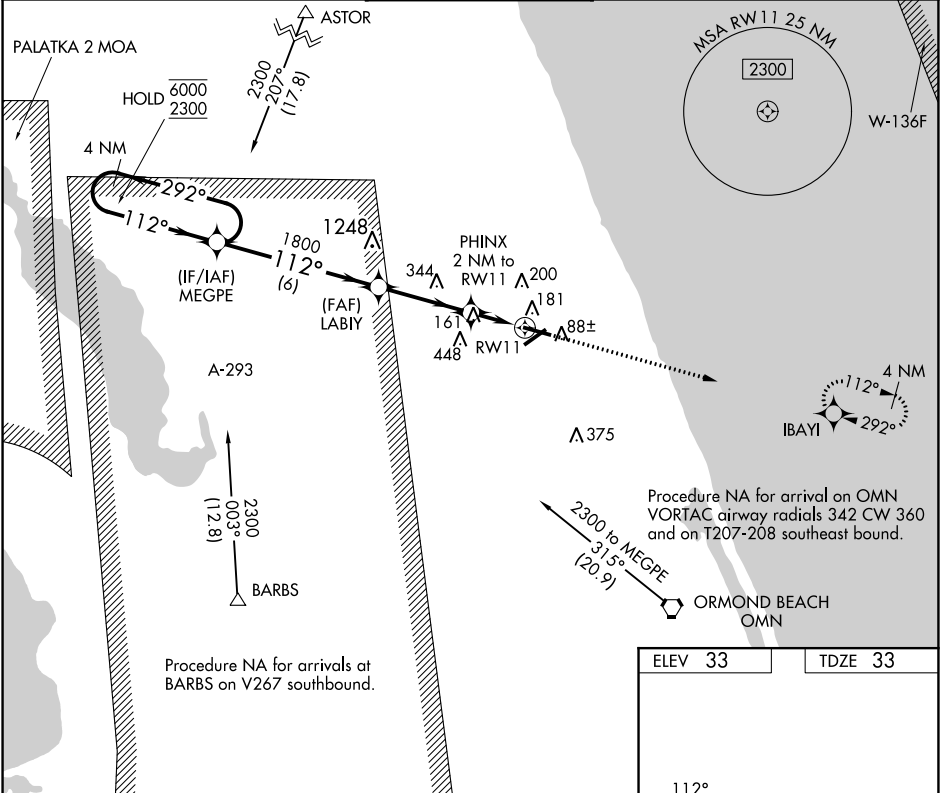 ASTOR
PALATKA 2 MOA
2300
207°
(17.8)
HOLD 6000
2300
4 NM
MSA RW11 25 NM
2300
W-136F
292°
112°
(IF/IAF)
MEGPE
1800
112°
(6)
1248
(FAF)
LABIY
344
PHINX
2 NM to
RW11
200
181
161
448
RW11
88±
A-293
4 NM
112°
292°
IBAYI
375
2300
003°
(12.8)
BARBS
2300 to MEGPE
315°
(20.9)
Procedure NA for arrival on OMN
VORTAC airway radials 342 CW 360
and on T207-208 southeast bound.
ORMOND BEACH
OMN
Procedure NA for arrivals at
BARBS on V267 southbound.
ELEV 33
TDZE 33
112°